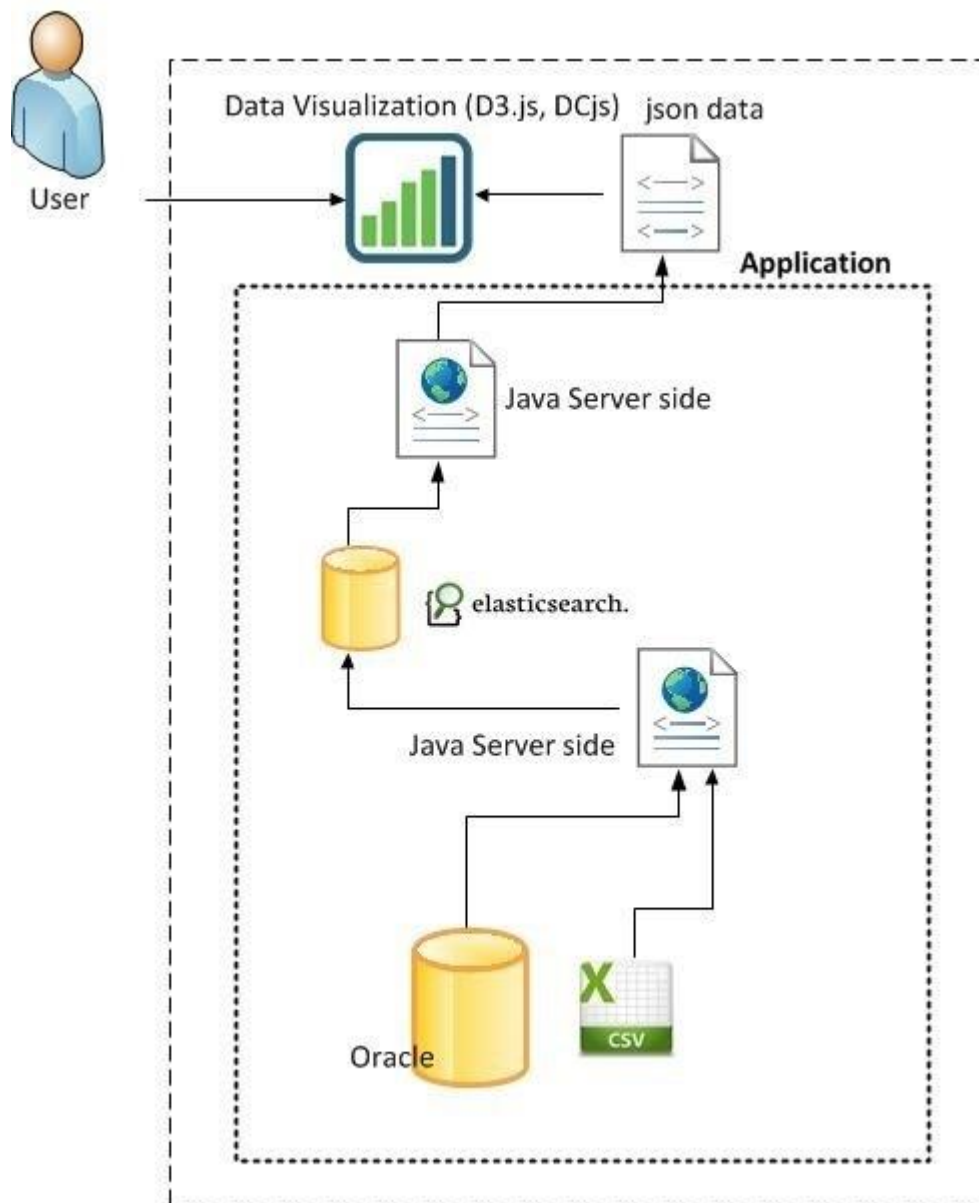 Data Visualization (D3.js, DCjs)
json data
User
Application
Java Server side
elasticsearch.
Java Server side
Oracle
X
CSV